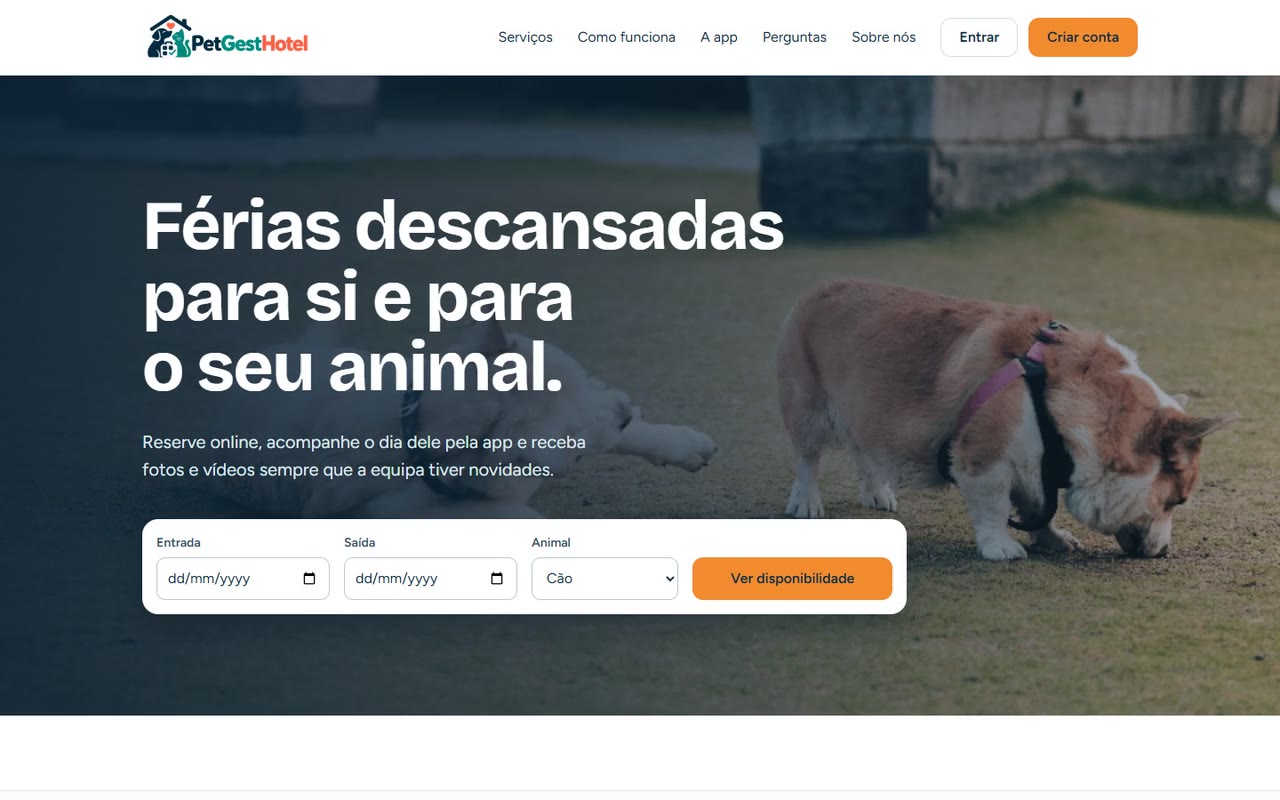 PetGestHotel
Serviços
Como funciona
A app
Perguntas
Sobre nós
Entrar
Criar conta
Férias descansadas
para si e para
o seu animal.
Reserve online, acompanhe o dia dele pela app e receba
fotos e vídeos sempre que a equipa tiver novidades.
Entrada
Saída
Animal
dd/mm/yyyy
dd/mm/yyyy
Cão
Ver disponibilidade